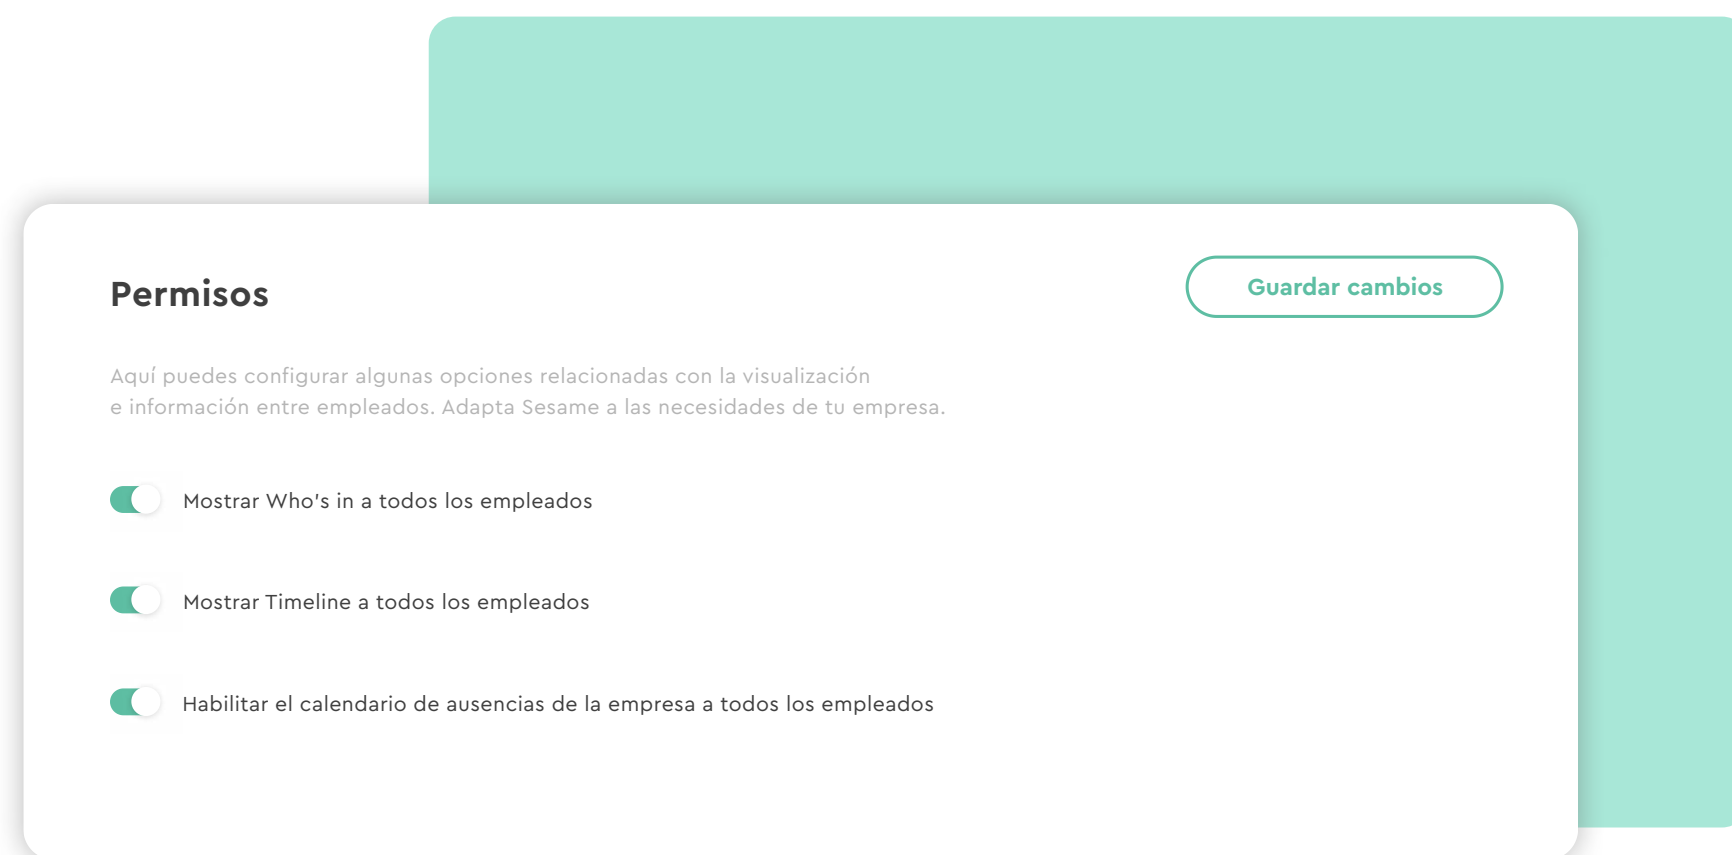 Permisos
Guardar cambios
Aquí puedes configurar algunas opciones relacionadas con la visualización
e información entre empleados. Adapta Sesame a las necesidades de tu empresa.
Mostrar Who's in a todos los empleados
Mostrar Timeline a todos los empleados
Habilitar el calendario de ausencias de la empresa a todos los empleados